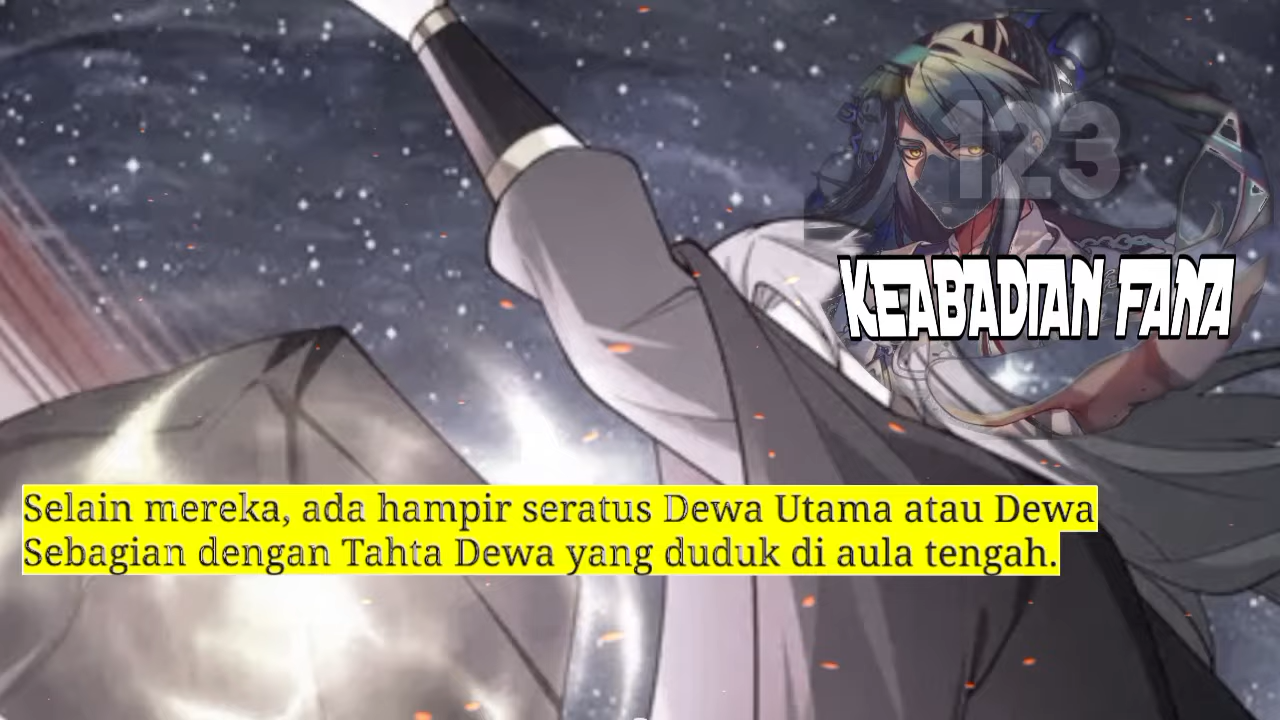 123
KEABADIAN FANA
Selain mereka, ada hampir seratus Dewa Utama atau Dewa
Sebagian dengan Tahta Dewa yang duduk di aula tengah.